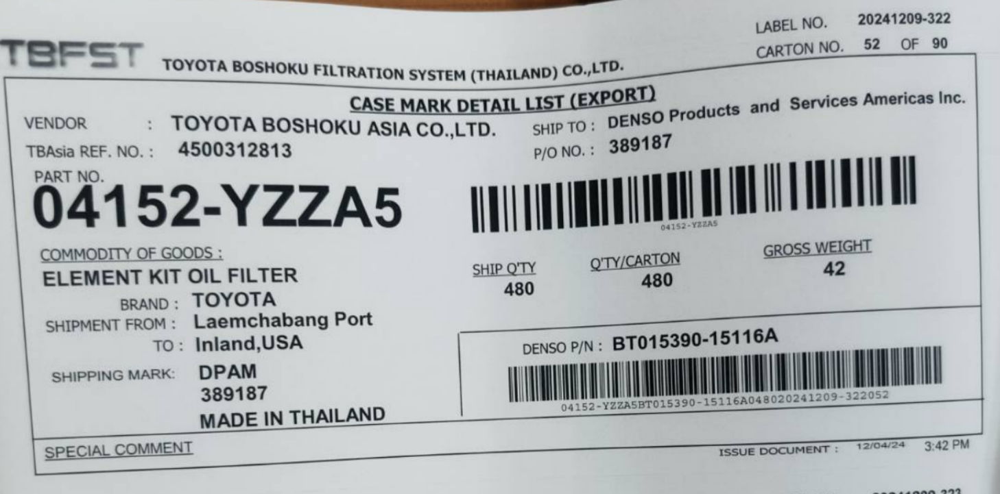 LABEL NO. 20241209-322
CARTON NO. 52 OF 90
TBFST TOYOTA BOSHOKU FILTRATION SYSTEM (THAILAND) CO.,LTD.
CASE MARK DETAIL LIST (EXPORT)
VENDOR : TOYOTA BOSHOKU ASIA CO.,LTD. SHIP TO : DENSO Products and Services Americas Inc.
TBAsia REF. NO. : 4500312813 P/O NO. : 389187
PART NO.
04152-YZZA5
04152-YZZA5
COMMODITY OF GOODS :
ELEMENT KIT OIL FILTER
SHIP Q'TY Q'TY/CARTON GROSS WEIGHT
480 480 42
BRAND : TOYOTA
SHIPMENT FROM : Laemchabang Port
TO : Inland,USA
DENSO P/N : BT015390-15116A
SHIPPING MARK: DPAM
389187
MADE IN THAILAND
04152-YZZA5BT015390-15116A048020241209-322052
SPECIAL COMMENT
ISSUE DOCUMENT : 12/04/24 3:42 PM
20241209-323